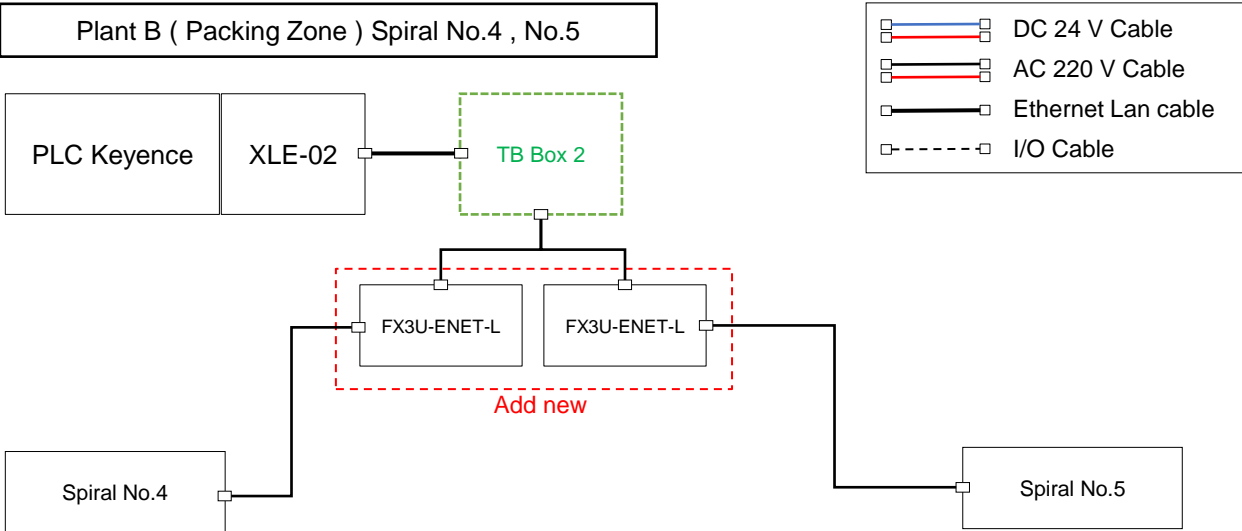 Plant B ( Packing Zone ) Spiral No.4 , No.5
DC 24 V Cable
AC 220 V Cable
Ethernet Lan cable
I/O Cable
PLC Keyence
XLE-02
TB Box 2
FX3U-ENET-L
FX3U-ENET-L
Add new
Spiral No.4
Spiral No.5